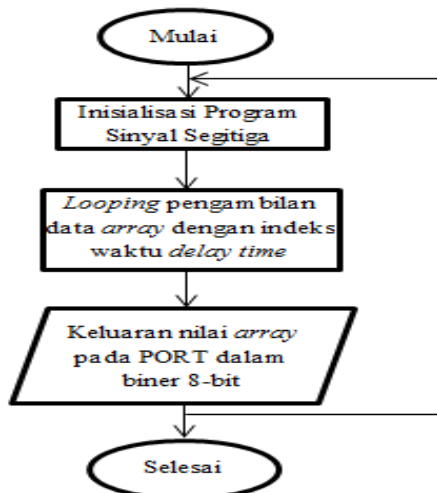 Mulai
Inisialisasi Program
Sinyal Segitiga
Looping pengambilan
data array dengan indeks
waktu delay time
Keluaran nilai array
pada PORT dalam
biner 8-bit
Selesai